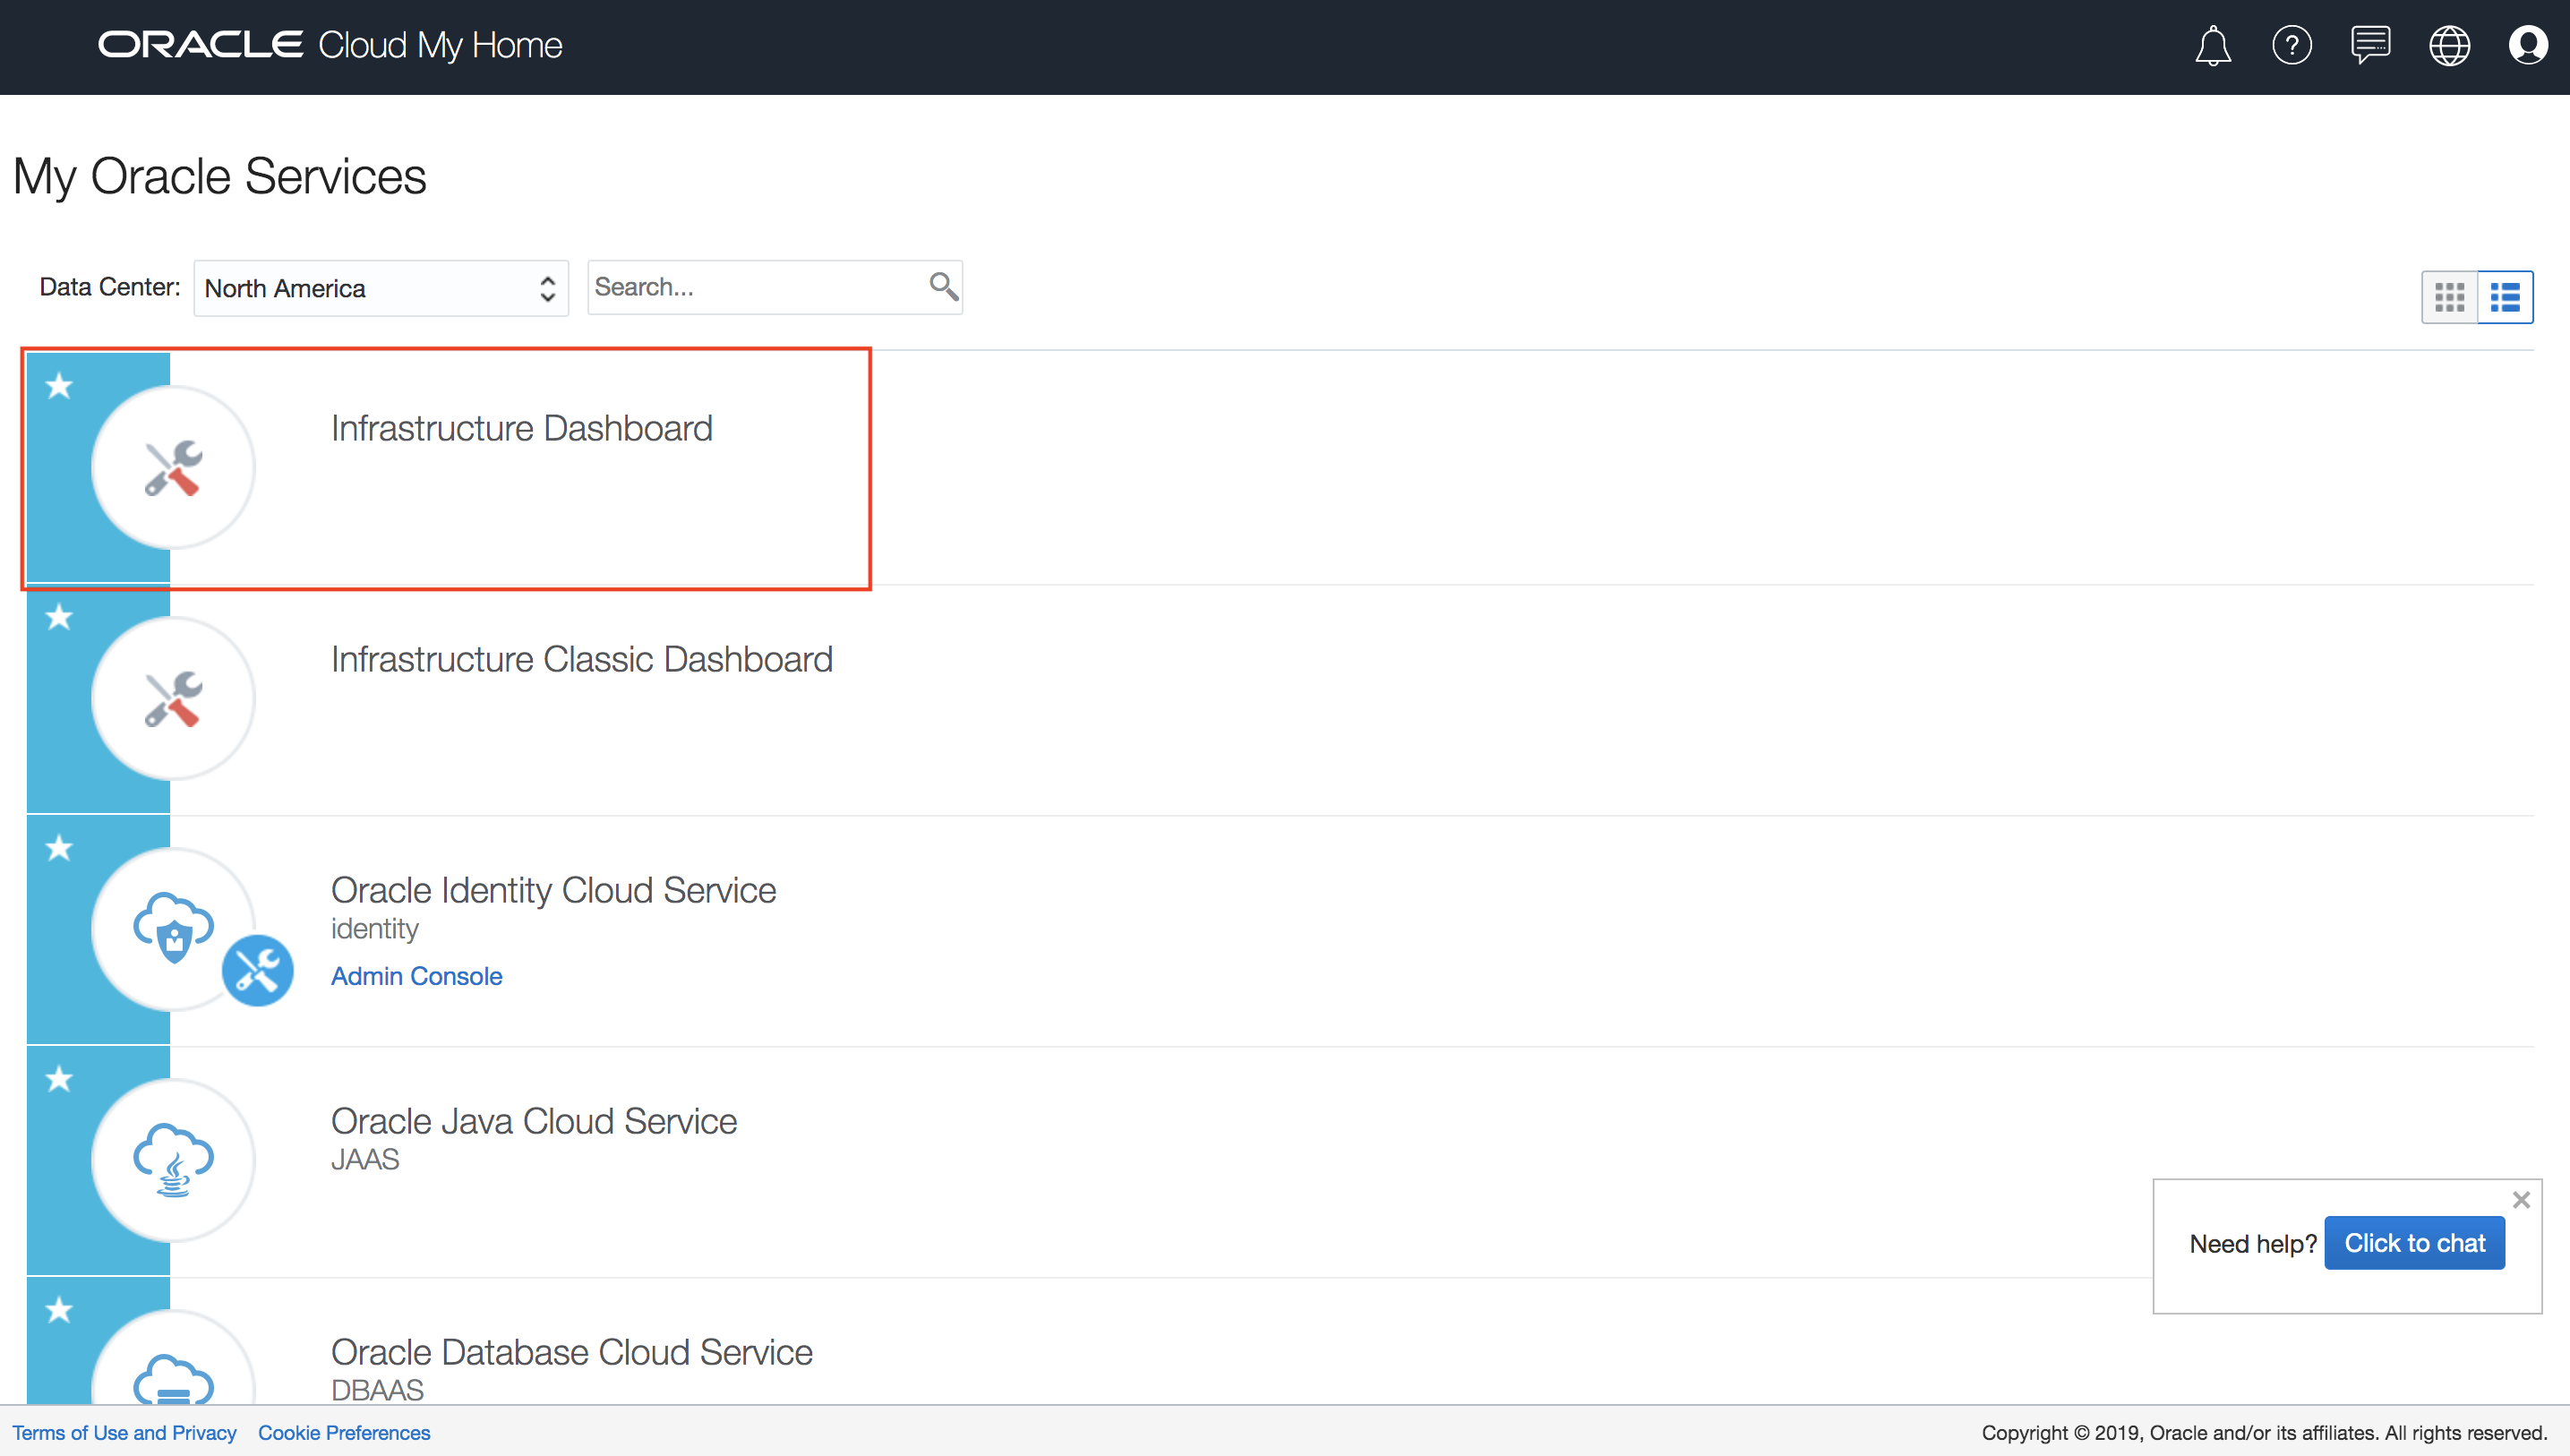 ORACLE Cloud My Home
?
My Oracle Services
Data Center: North America Search...
Infrastructure Dashboard
Infrastructure Classic Dashboard
Oracle Identity Cloud Service
identity
Admin Console
Oracle Java Cloud Service
JAAS
Need help? Click to chat
Oracle Database Cloud Service
DBAAS
Terms of Use and Privacy Cookie Preferences Copyright © 2019, Oracle and/or its affiliates. All rights reserved.